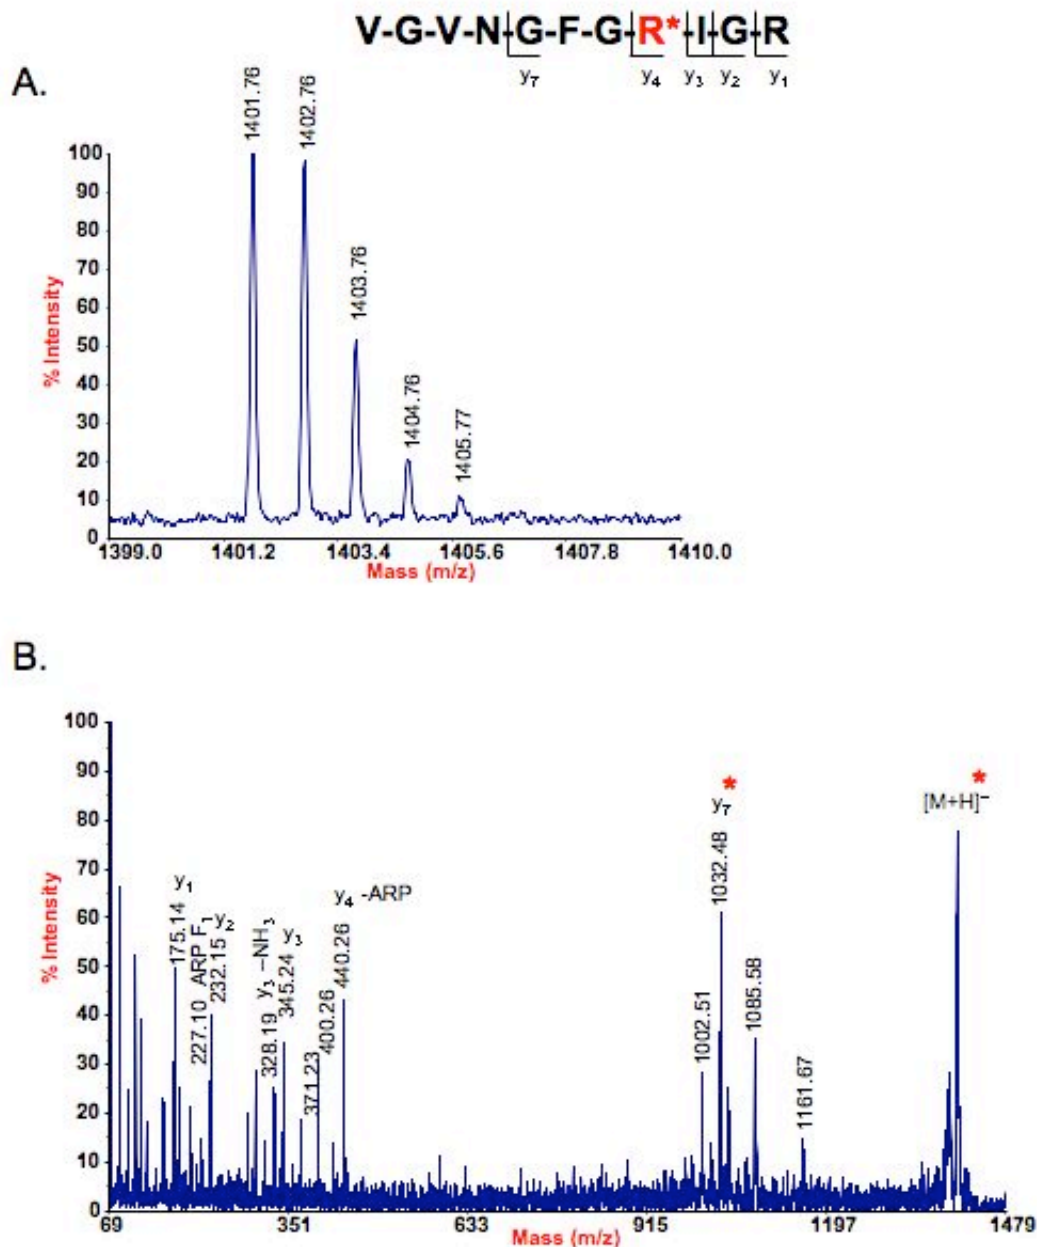 V-G-V-N-G-F-G-R*-I-G-R
y7 y4 y3 y2 y1
A.
1401.76
1402.76
1403.76
1404.76
1405.77
% Intensity
100
90
80
70
60
50
40
30
20
10
0
1399.0 1401.2 1403.4 1405.6 1407.8 1410.0
Mass (m/z)
B.
% Intensity
100
90
80
70
60
50
40
30
20
10
0
y1
175.14
227.10 ARP F1
y2
232.15
y3 –NH3
328.19
y3
345.24
371.23
400.26
y4 -ARP
440.26
1002.51
*
y7
1032.48
1085.58
1161.67
*
[M+H]–
69 351 633 915 1197 1479
Mass (m/z)